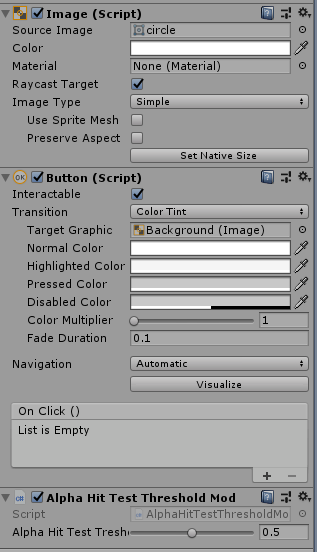 Image (Script)
Source Image circle
Color
Material None (Material)
Raycast Target
Image Type Simple
Use Sprite Mesh
Preserve Aspect
Set Native Size
OK Button (Script)
Interactable
Transition Color Tint
Target Graphic Background (Image)
Normal Color
Highlighted Color
Pressed Color
Disabled Color
Color Multiplier 1
Fade Duration 0.1
Navigation Automatic
Visualize
On Click ()
List is Empty
+ −
C# Alpha Hit Test Threshold Mod
Script AlphaHitTestThresholdMo
Alpha Hit Test Tresh 0.5